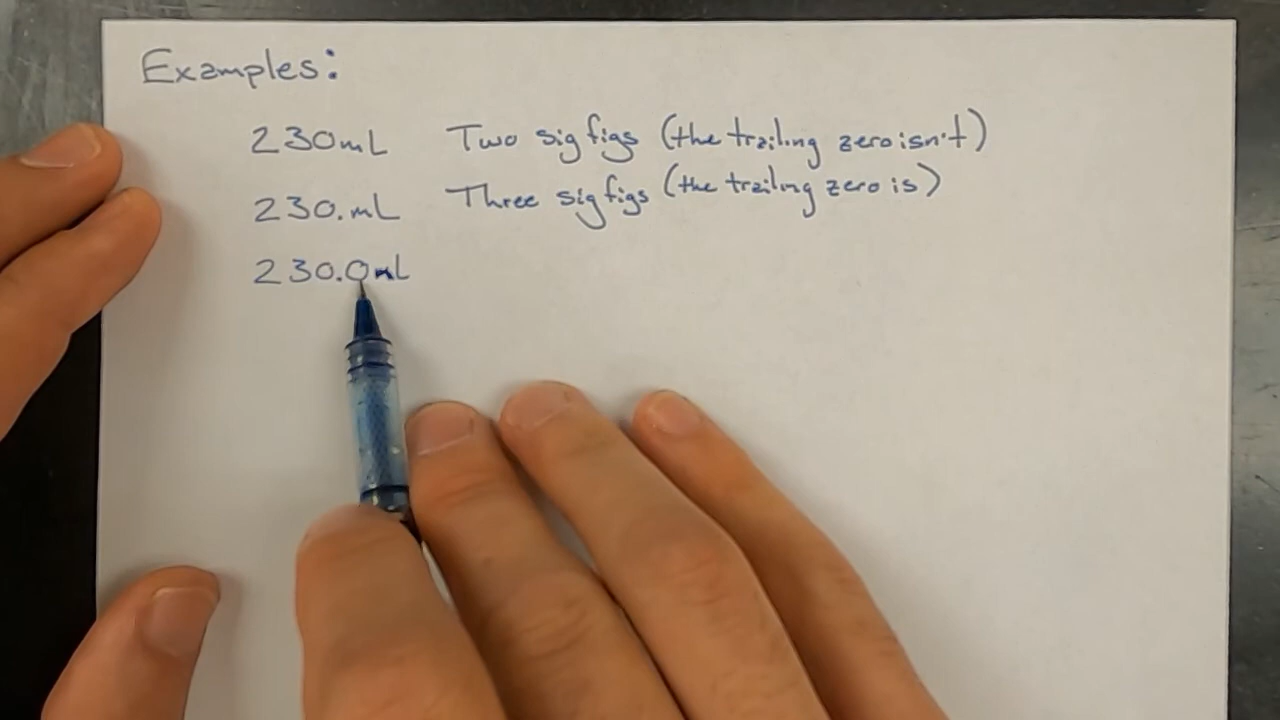 Examples:
230mL Two sig figs (the trailing zero isn't)
230.mL Three sig figs (the trailing zero is)
230.0mL